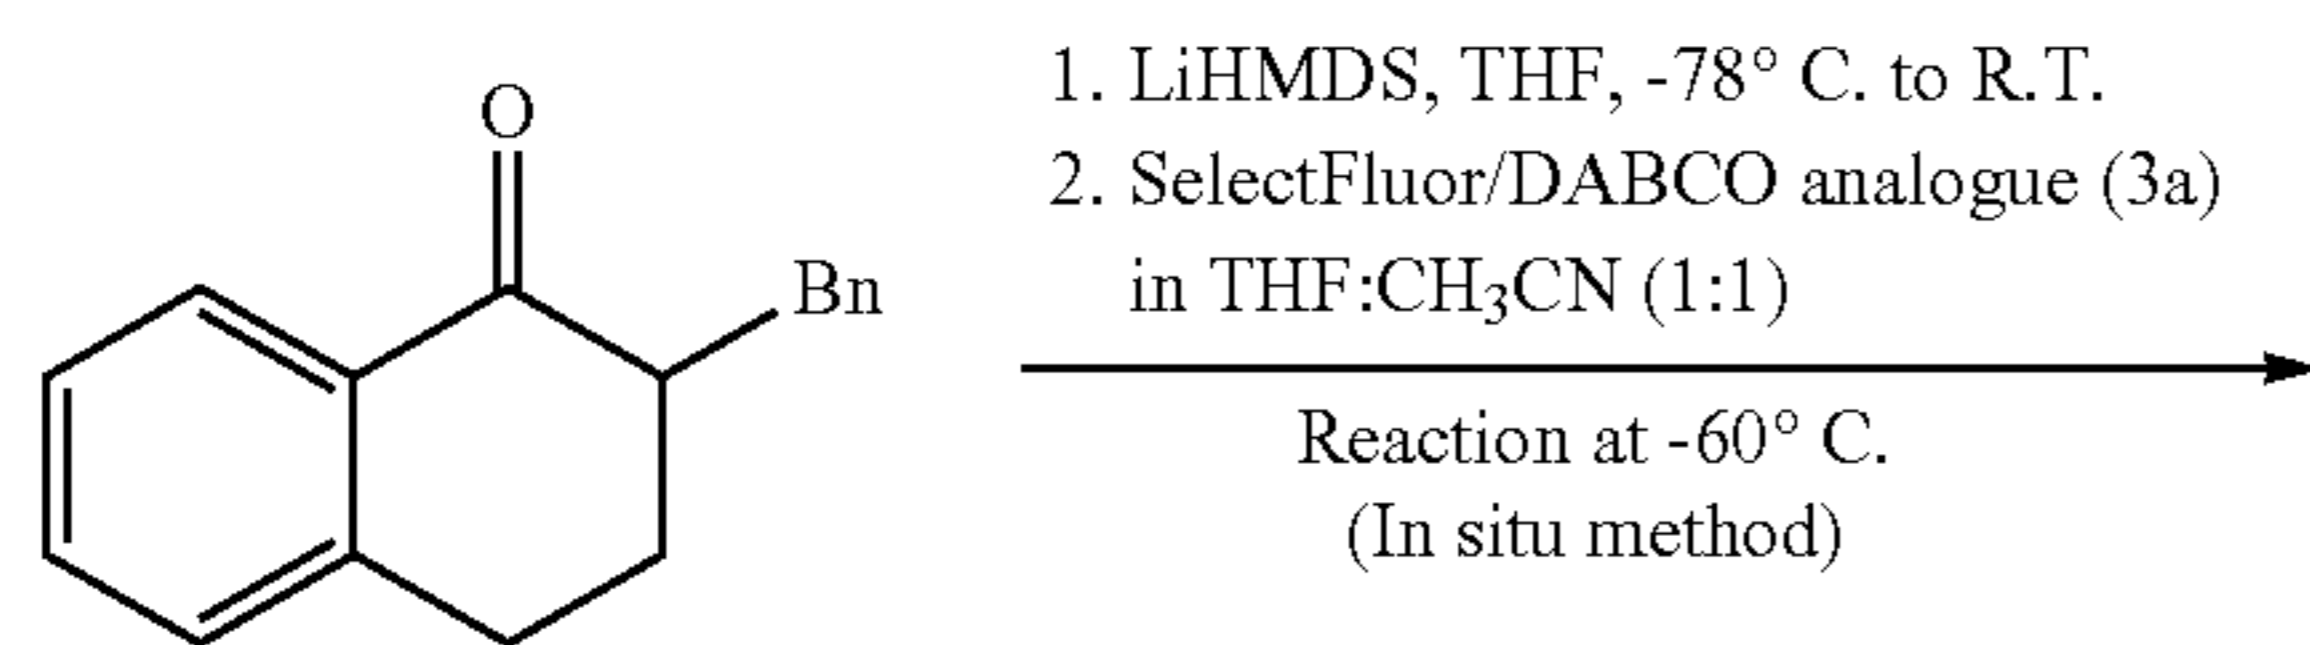 O
Bn
1. LiHMDS, THF, -78° C. to R.T.
2. SelectFluor/DABCO analogue (3a)
in THF:CH₃CN (1:1)
Reaction at -60° C.
(In situ method)